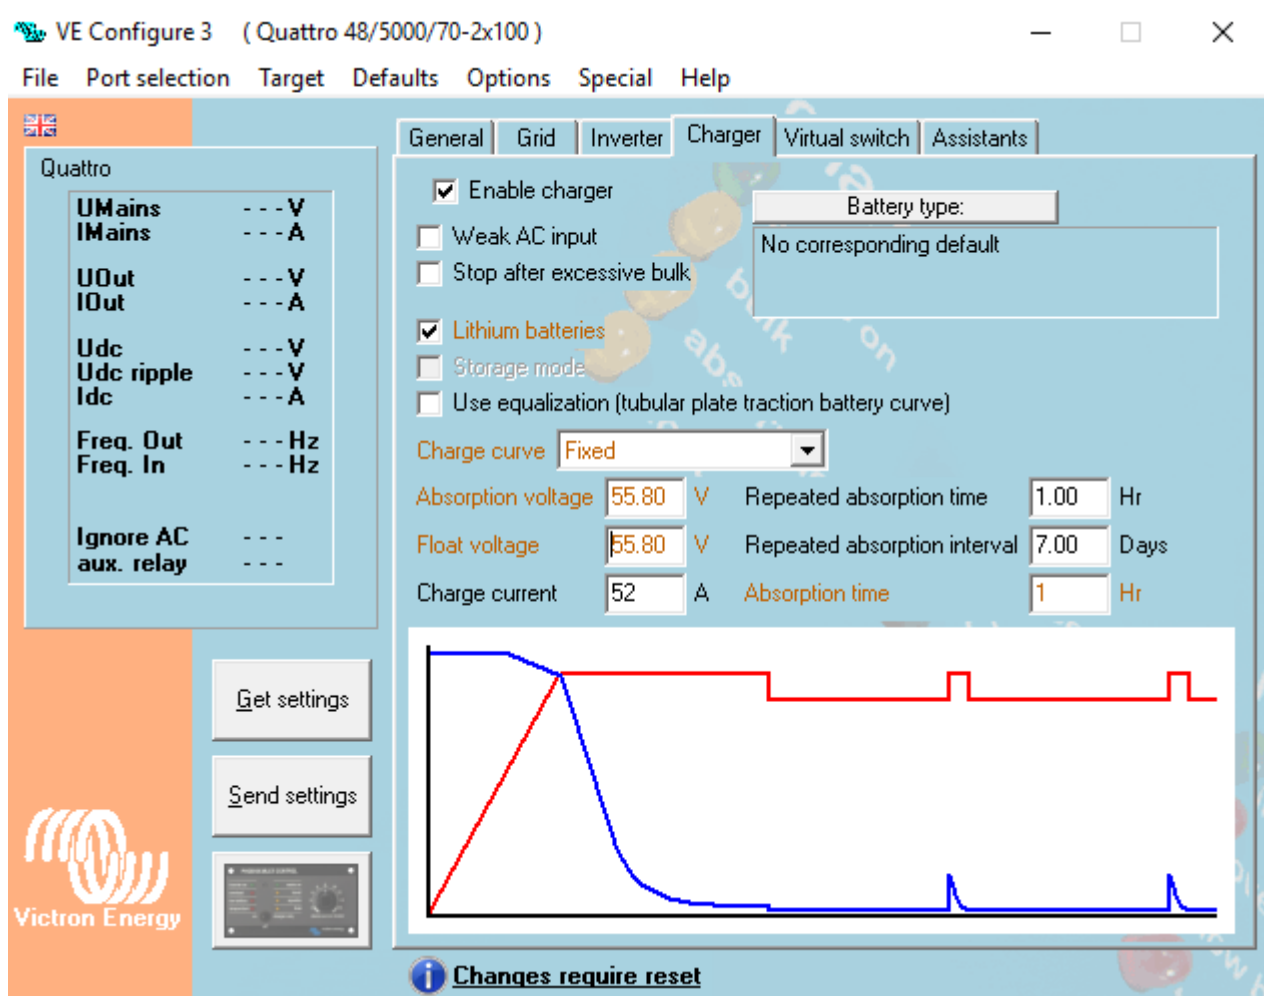 VE Configure 3 ( Quattro 48/5000/70-2x100 )
File Port selection Target Defaults Options Special Help
General Grid Inverter Charger Virtual switch Assistants
Quattro
UMains - - - V
IMains - - - A
UOut - - - V
IOut - - - A
Udc - - - V
Udc ripple - - - V
Idc - - - A
Freq. Out - - - Hz
Freq. In - - - Hz
Ignore AC - - -
aux. relay - - -
Enable charger
Battery type:
Weak AC input
No corresponding default
Stop after excessive bulk
Lithium batteries
Storage mode
Use equalization (tubular plate traction battery curve)
Charge curve Fixed
Absorption voltage 55.80 V Repeated absorption time 1.00 Hr
Float voltage 55.80 V Repeated absorption interval 7.00 Days
Charge current 52 A Absorption time 1 Hr
Get settings
Send settings
Victron Energy
Changes require reset
bulk
abs
on